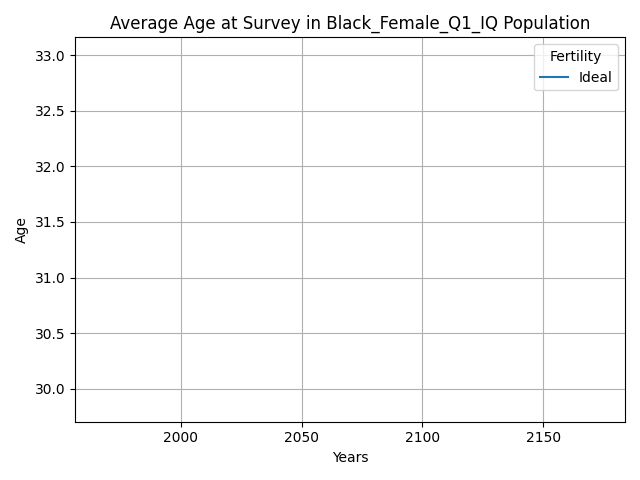 Average Age at Survey in Black_Female_Q1_IQ Population
33.0
32.5
32.0
31.5
31.0
30.5
30.0
Age
Fertility
Ideal
2000 2050 2100 2150
Years